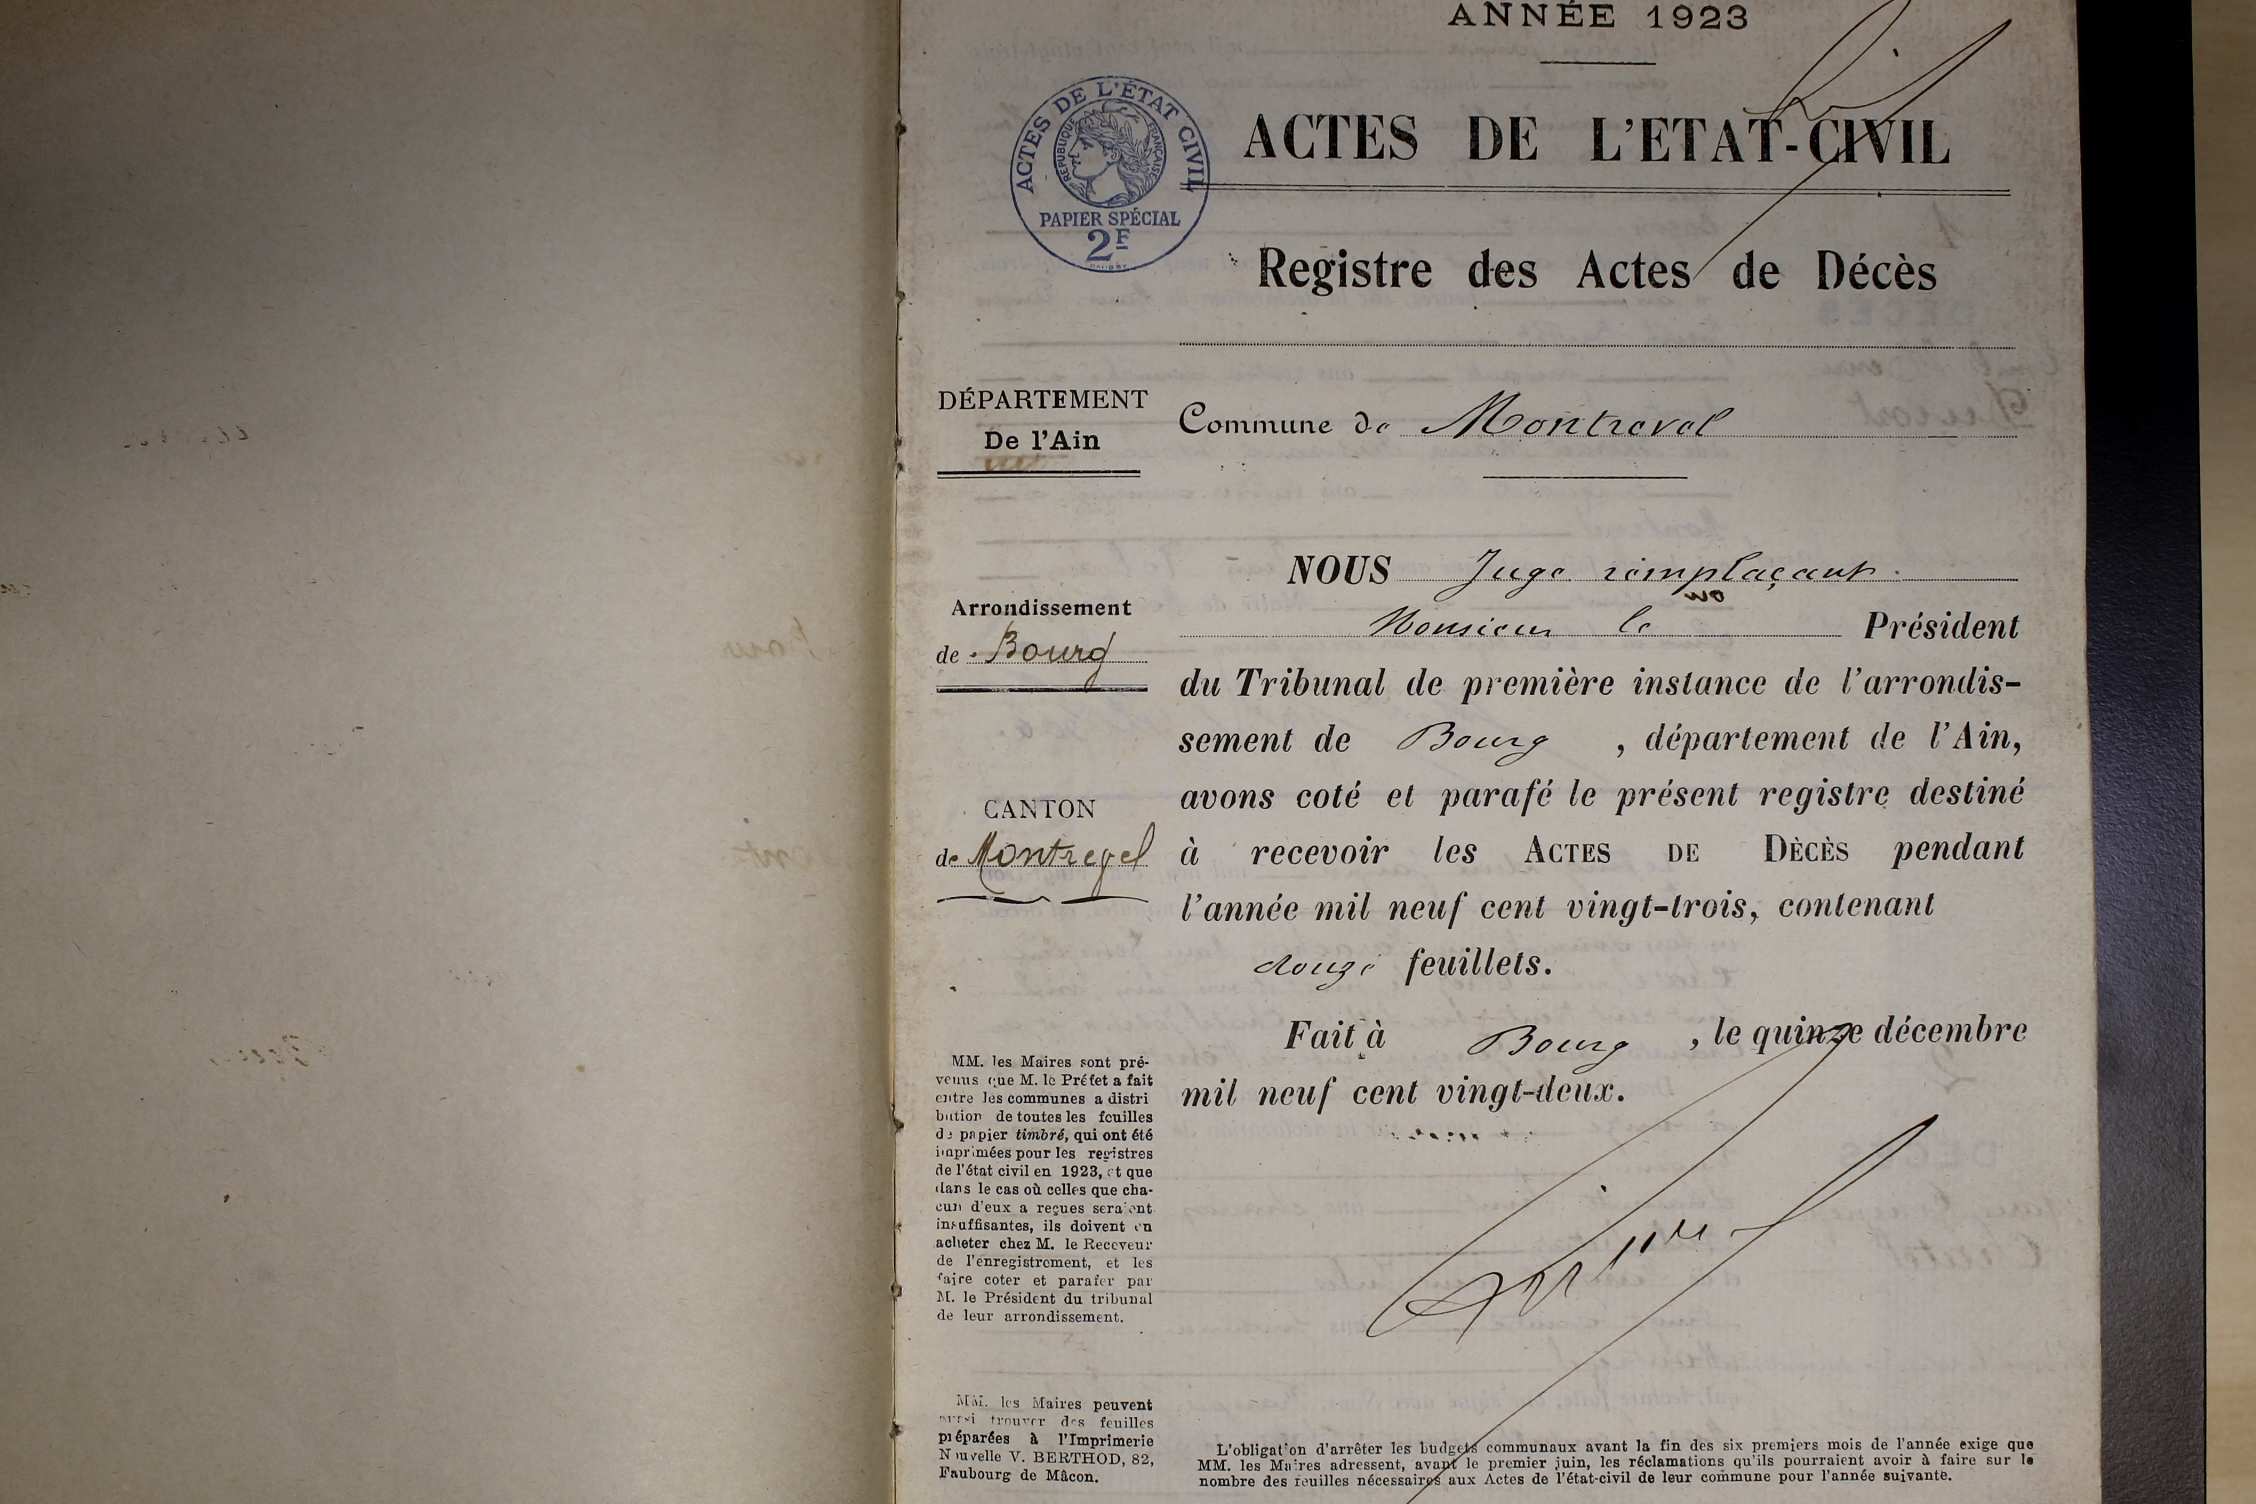 ANNÉE 1923
ACTES DE L'ÉTAT CIVIL
RÉPUBLIQUE FRANÇAISE
PAPIER SPÉCIAL
2F
ACTES DE L'ETAT-CIVIL
Registre des Actes de Décès
DÉPARTEMENT
De l'Ain
Commune de Montrevel
Arrondissement
de Bourg
CANTON
de Montrevel
NOUS Juge remplaçant
Monsieur le Président
du Tribunal de première instance de l'arrondis-
sement de Bourg , département de l'Ain,
avons coté et parafé le présent registre destiné
à recevoir les ACTES DE DÉCÈS pendant
l'année mil neuf cent vingt-trois, contenant
douze feuillets.
Fait à Bourg , le quinze décembre
mil neuf cent vingt-deux.
MM. les Maires sont pré-
venus que M. le Préfet a fait
entre les communes a distri
bution de toutes les feuilles
de papier timbré, qui ont été
imprimées pour les registres
de l'état civil en 1923, et que
dans le cas où celles que cha-
cun d'eux a reçues seraient
insuffisantes, ils doivent en
acheter chez M. le Receveur
de l'enregistrement, et les
faire coter et parafer par
M. le Président du tribunal
de leur arrondissement.
MM. les Maires peuvent
aussi trouver des feuilles
préparées à l'Imprimerie
Nouvelle V. BERTHOD, 82,
Faubourg de Mâcon.
L'obligation d'arrêter les budgets communaux avant la fin des six premiers mois de l'année exige que
MM. les Maires adressent, avant le premier juin, les réclamations qu'ils pourraient avoir à faire sur le
nombre des feuilles nécessaires aux Actes de l'état-civil de leur commune pour l'année suivante.